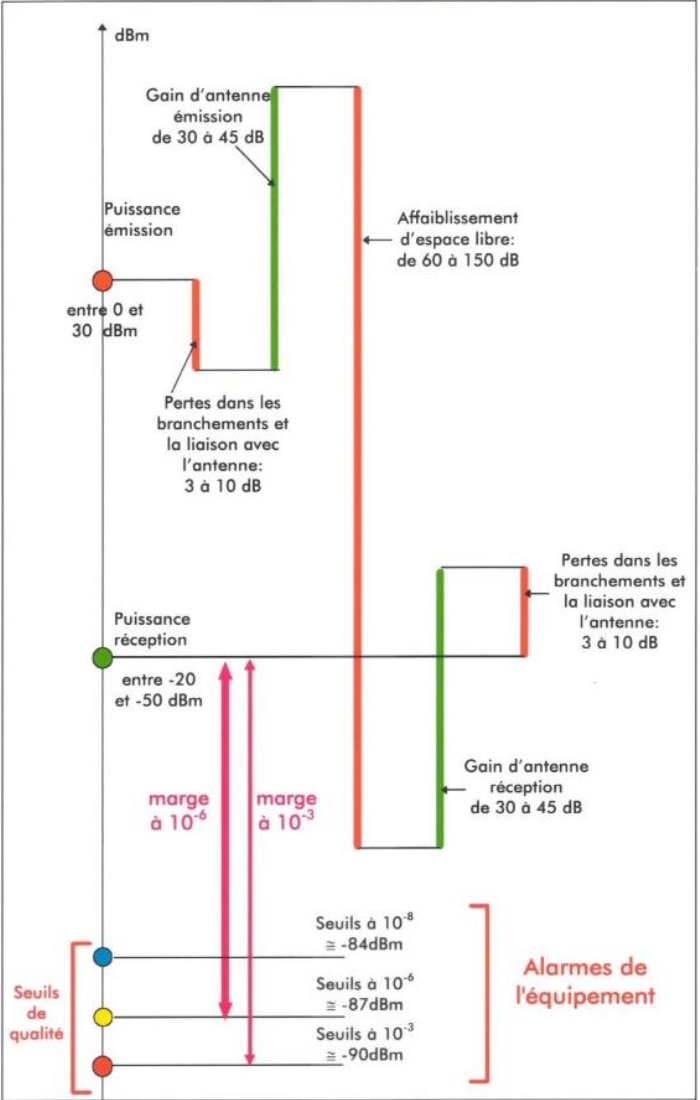 dBm
Gain d'antenne
émission
de 30 à 45 dB
Puissance
émission
Affaiblissement
d'espace libre:
de 60 à 150 dB
entre 0 et
30 dBm
Pertes dans les
branchements et
la liaison avec
l'antenne:
3 à 10 dB
Pertes dans les
branchements et
la liaison avec
l'antenne:
3 à 10 dB
Puissance
réception
entre -20
et -50 dBm
Gain d'antenne
réception
de 30 à 45 dB
marge
à 10⁻⁶
marge
à 10⁻³
Seuils à 10⁻⁸
≅ -84dBm
Seuils à 10⁻⁶
≅ -87dBm
Seuils à 10⁻³
≅ -90dBm
Seuils
de
qualité
Alarmes de
l'équipement